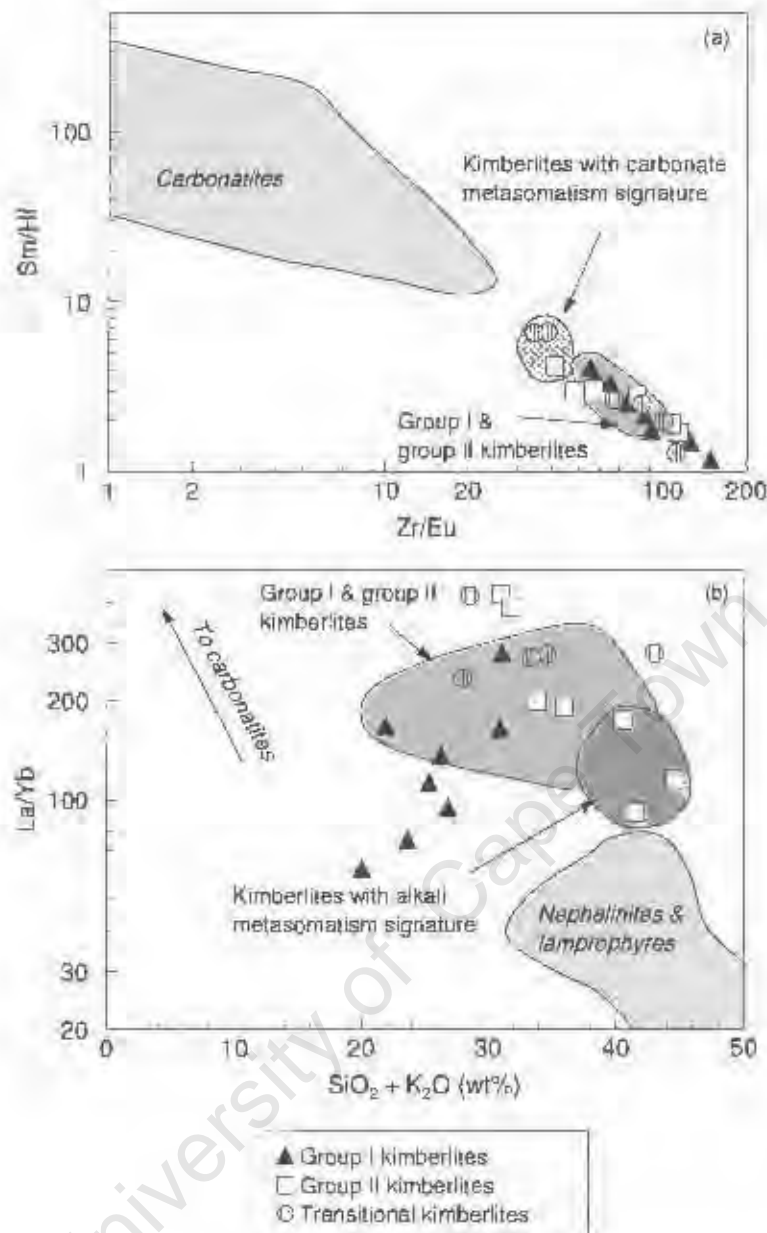 (a)
100
10
1
Sm/Hf
Carbonatites
Kimberlites with carbonate
metasomatism signature
Group I &
group II kimberlites
1 2 10 20 100 200
Zr/Eu
(b)
Group I & group II
kimberlites
To carbonatites
300
200
100
30
20
La/Yb
Kimberlites with alkali
metasomatism signature
Nephelinites &
lamprophyres
0 10 20 30 40 50
SiO₂ + K₂O (wt%)
Group I kimberlites
Group II kimberlites
Transitional kimberlites
University of Cape Town